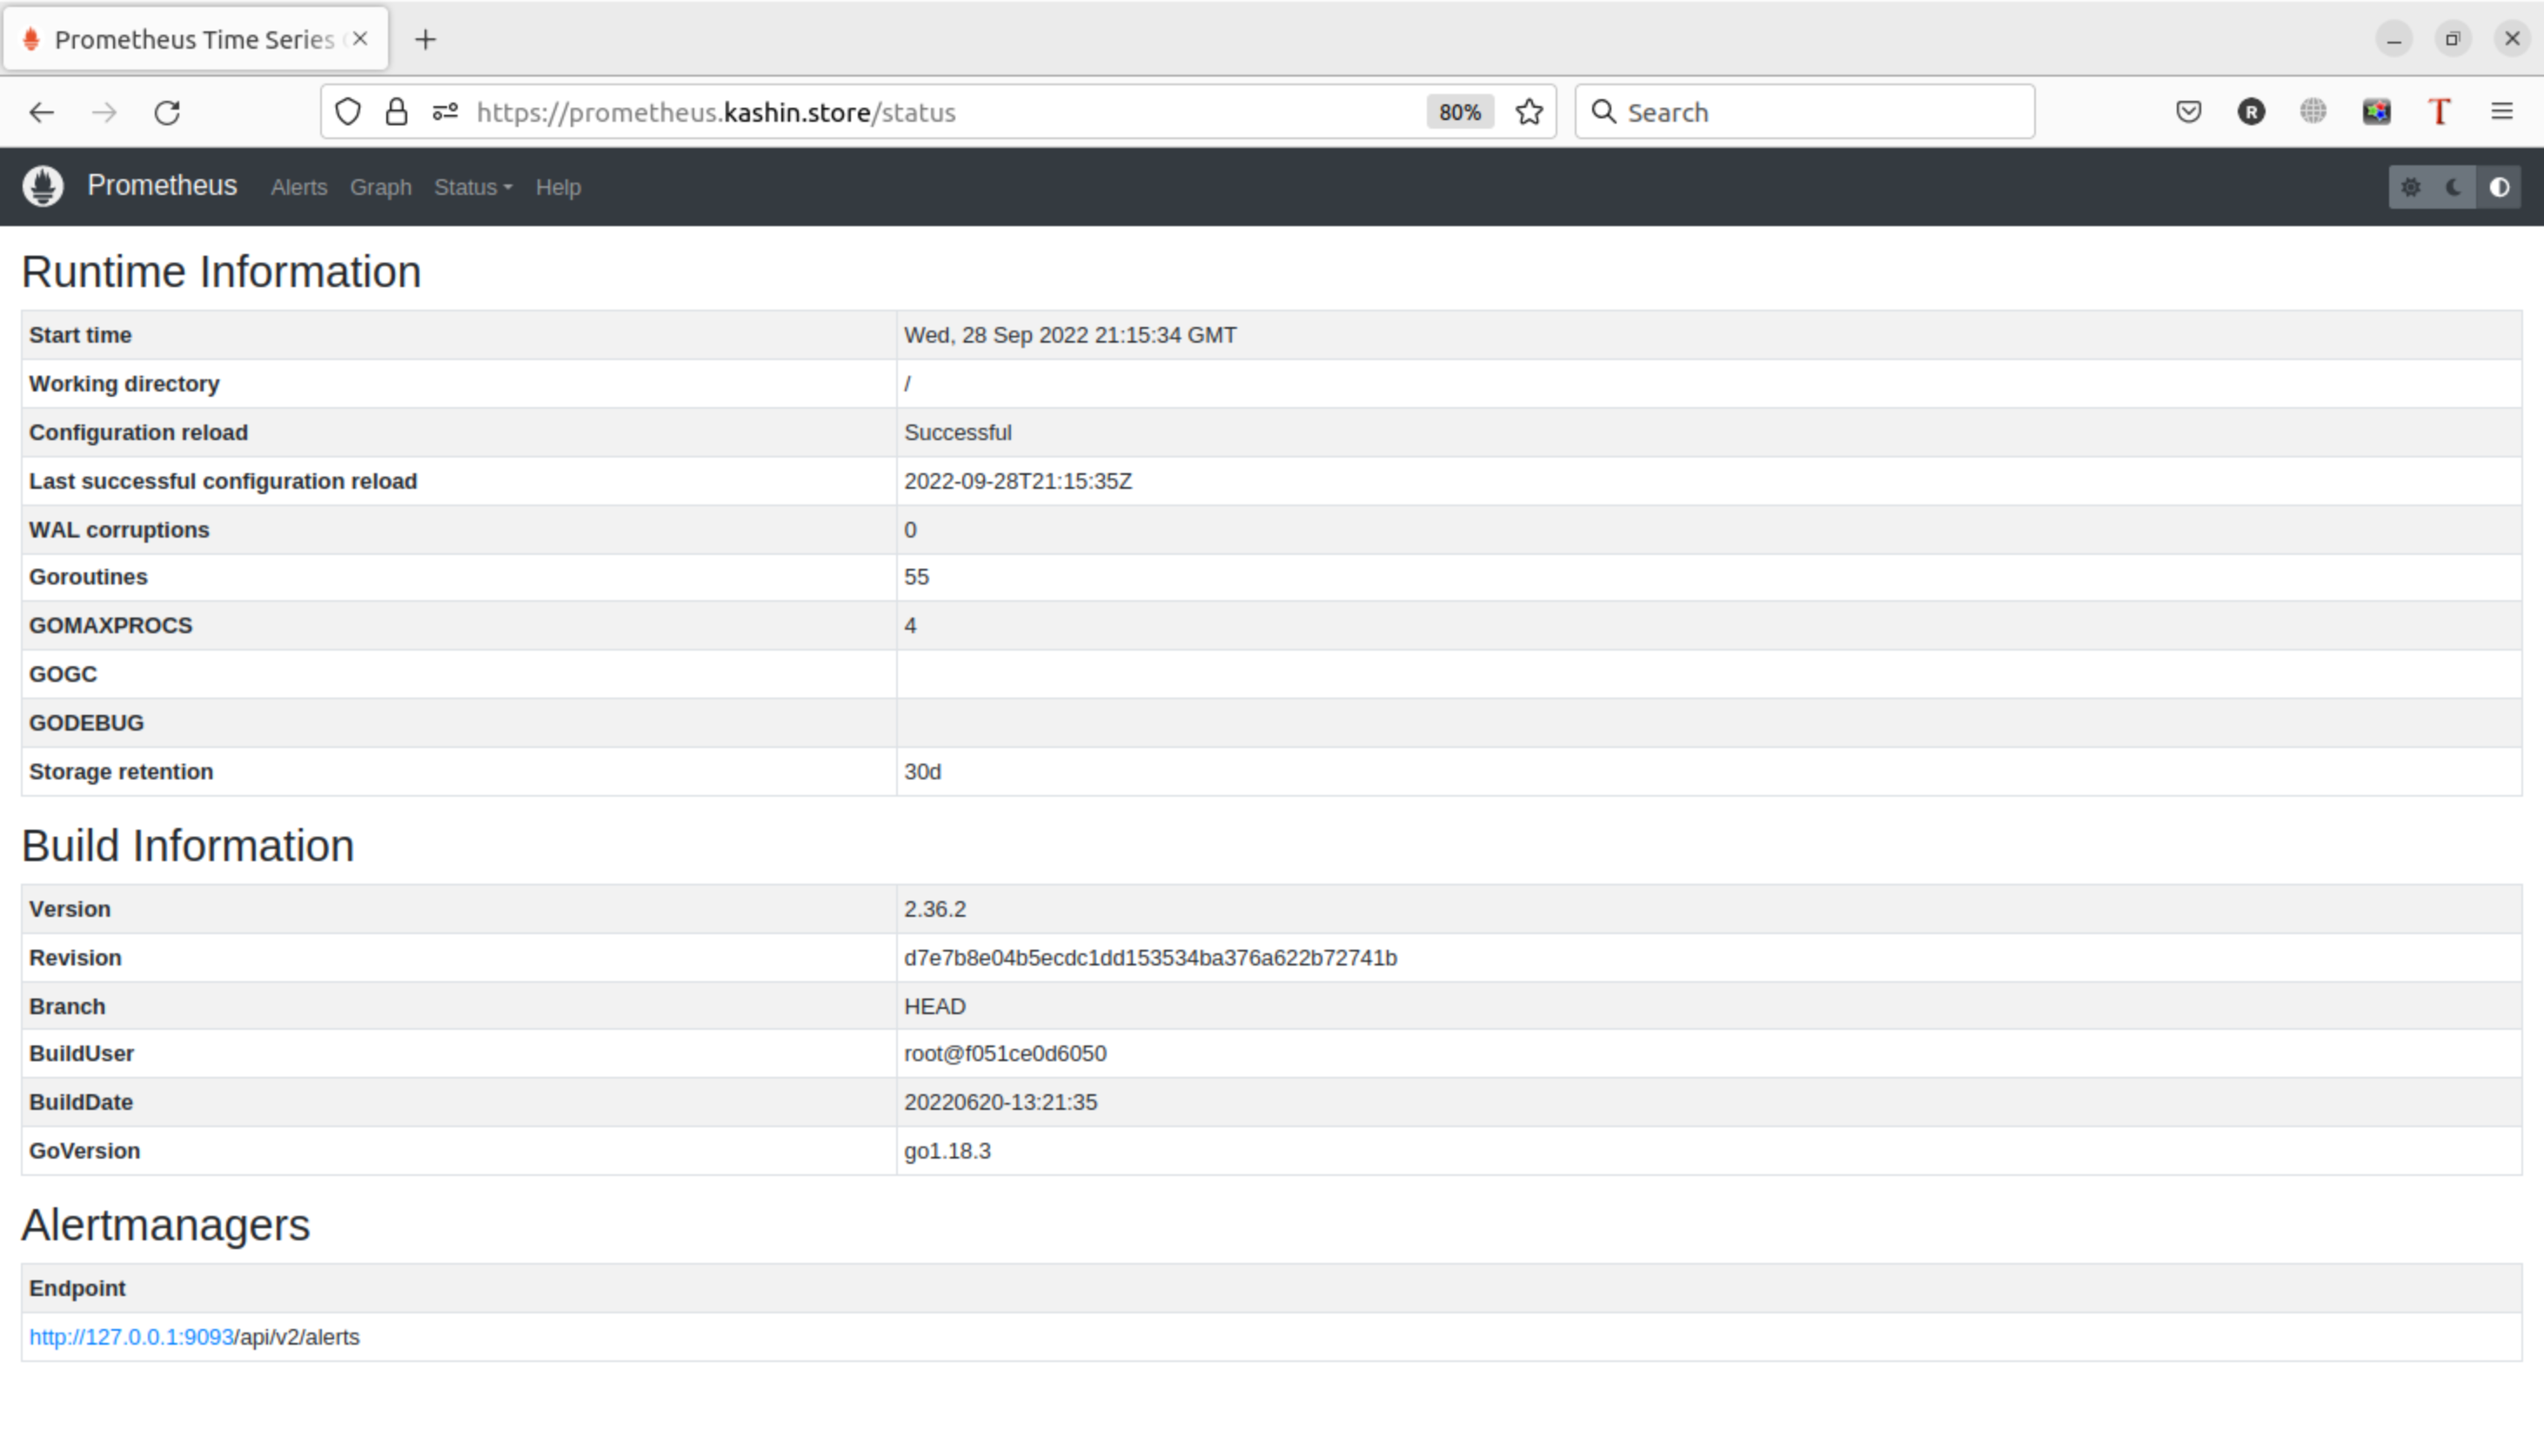 Prometheus Time Series
https://prometheus.kashin.store/status
80%
Search
R
T
Prometheus Alerts Graph Status Help
Runtime Information
Start time Wed, 28 Sep 2022 21:15:34 GMT
Working directory /
Configuration reload Successful
Last successful configuration reload 2022-09-28T21:15:35Z
WAL corruptions 0
Goroutines 55
GOMAXPROCS 4
GOGC
GODEBUG
Storage retention 30d
Build Information
Version 2.36.2
Revision d7e7b8e04b5ecdc1dd153534ba376a622b72741b
Branch HEAD
BuildUser root@f051ce0d6050
BuildDate 20220620-13:21:35
GoVersion go1.18.3
Alertmanagers
Endpoint
http://127.0.0.1:9093/api/v2/alerts